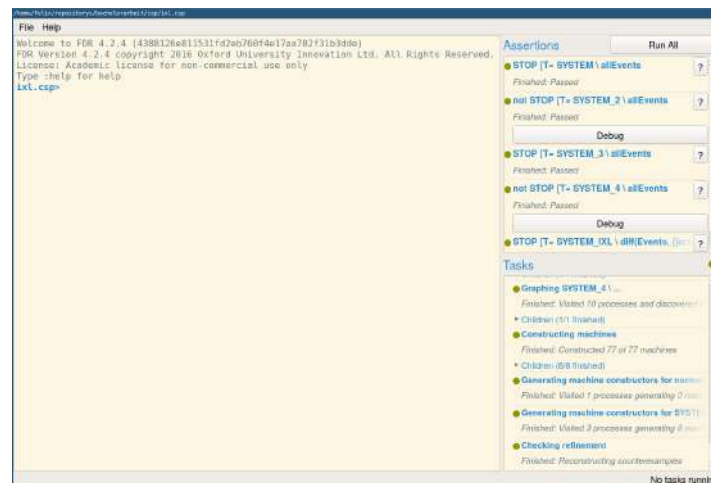 File Help
Welcome to FDR 4.2.4
FDR Version 4.2.4 copyright 2016 Oxford University Innovation Ltd. All Rights Reserved.
License: Academic license for non-commercial use only
Type :help for help
ixl.csp>
Assertions
Run All
STOP [T= SYSTEM \ allEvents
?
Finished: Passed
not STOP [T= SYSTEM_2 \ allEvents
?
Finished: Passed
Debug
STOP [T= SYSTEM_3 \ allEvents
?
Finished: Passed
not STOP [T= SYSTEM_4 \ allEvents
?
Finished: Passed
Debug
STOP [T= SYSTEM_IXL \ diff(Events,
?
Tasks
Graphing SYSTEM_4 \ ...
Finished: Visited 10 processes and discovered
Children (1/1 finished)
Constructing machines
Finished: Constructed 77 of 77 machines
Children (8/8 finished)
Generating machine constructors for
Finished: Visited 1 processes generating 0
Generating machine constructors for
Finished: Visited 3 processes generating
Checking refinement
Finished: Reconstructing counterexamples
No tasks